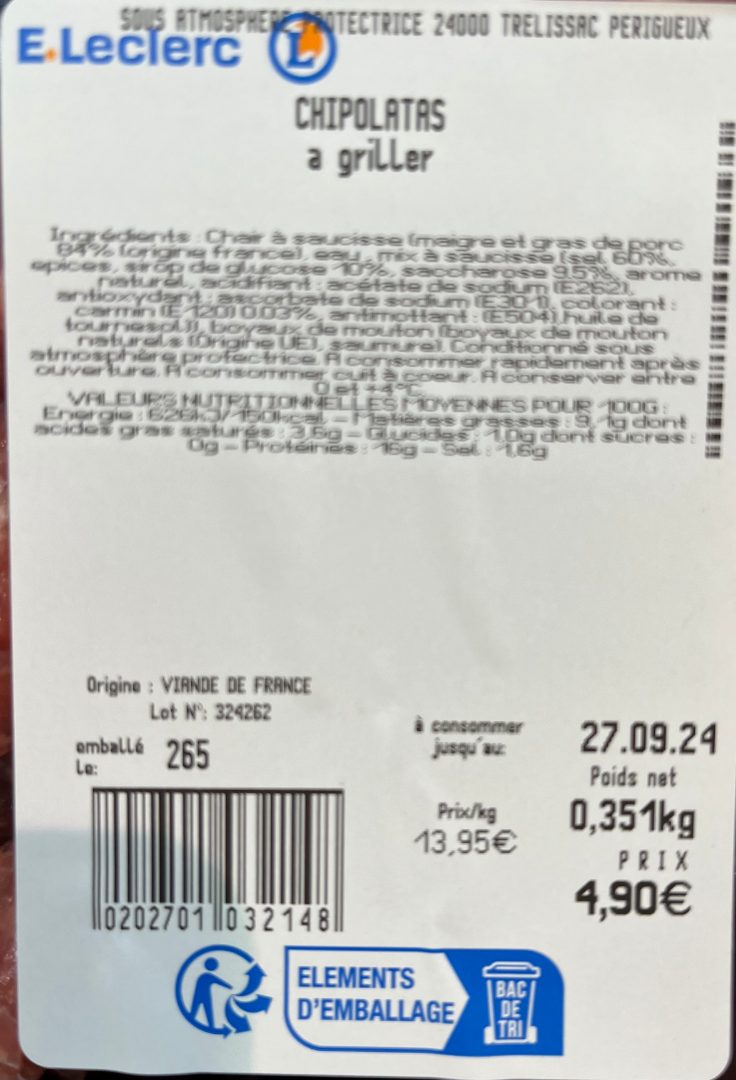 SOUS ATMOSPHERE PROTECTRICE 24000 TRELISSAC PERIGUEUX
E.Leclerc L
CHIPOLATAS
a griller
Ingrédients : Chair à saucisse (maigre et gras de porc
84% (origine france), eau, mix à saucisse (sel, 60%,
epices, sirop de glucose 10%, saccharose 9.5%, arome
naturel, acidifiant : acétate de sodium (E262),
antioxydant : ascorbate de sodium (E301), colorant :
carmin (E120) 0.03%, antimottant : (E504),huile de
tournesol)), boyaux de mouton (boyaux de mouton
naturels (Origine UE), saumure). Conditionné sous
atmosphère protectrice. A consommer rapidement après
ouverture. A consommer cuit à coeur. A conserver entre
0 et +4°C
VALEURS NUTRITIONNELLES MOYENNES POUR 100G :
Energie : 626kJ/150kcal - Matières grasses : 9,1g dont
acides gras saturés : 3,6g - Glucides : 1,0g dont sucres :
0g - Protéines : 16g - Sel : 1,6g
Origine : VIANDE DE FRANCE
Lot N°: 324262
emballé
le:
265
à consommer
jusqu'au:
27.09.24
Poids net
0,351kg
Prix/kg
13,95€
PRIX
4,90€
0202701032148
ELEMENTS
D'EMBALLAGE
BAC
DE
TRI